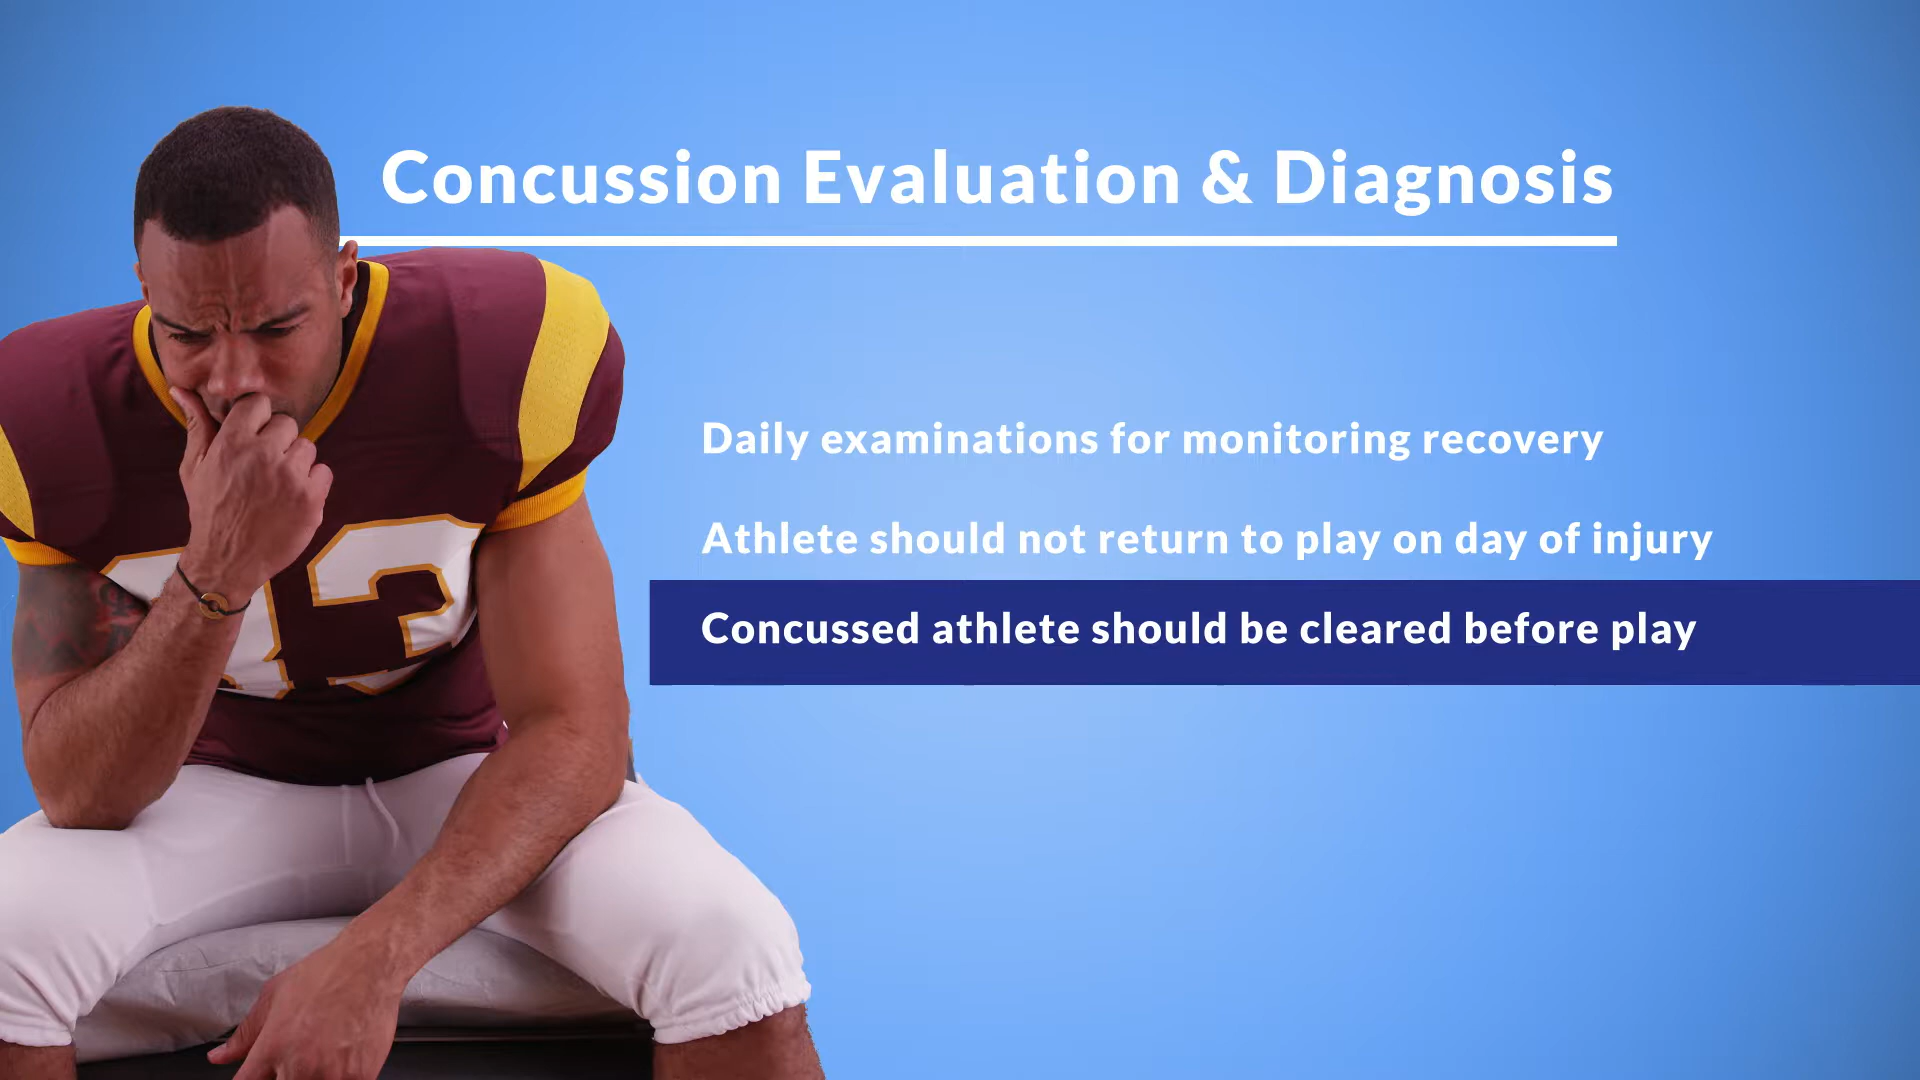 Concussion Evaluation & Diagnosis
Daily examinations for monitoring recovery
Athlete should not return to play on day of injury
Concussed athlete should be cleared before play